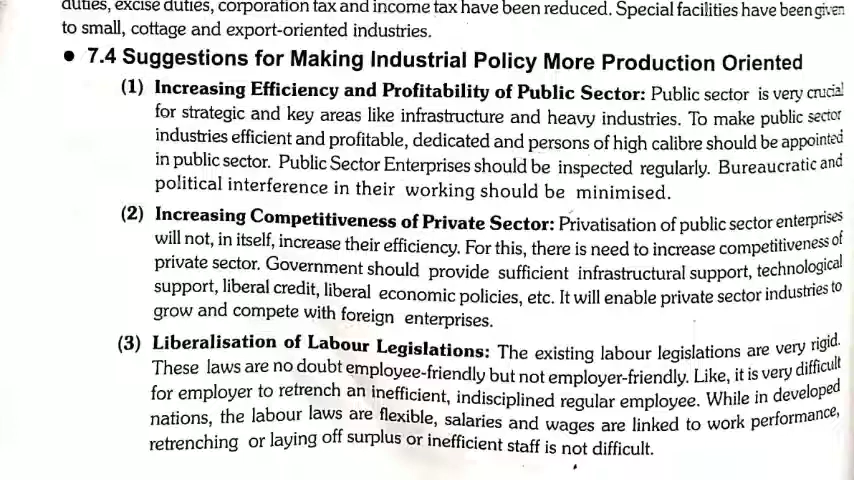 duties, excise duties, corporation tax and income tax have been reduced. Special facilities have been given
to small, cottage and export-oriented industries.
• 7.4 Suggestions for Making Industrial Policy More Production Oriented
(1) Increasing Efficiency and Profitability of Public Sector: Public sector is very crucial
for strategic and key areas like infrastructure and heavy industries. To make public sector
industries efficient and profitable, dedicated and persons of high calibre should be appointed
in public sector. Public Sector Enterprises should be inspected regularly. Bureaucratic and
political interference in their working should be minimised.
(2) Increasing Competitiveness of Private Sector: Privatisation of public sector enterprises
will not, in itself, increase their efficiency. For this, there is need to increase competitiveness of
private sector. Government should provide sufficient infrastructural support, technological
support, liberal credit, liberal economic policies, etc. It will enable private sector industries to
grow and compete with foreign enterprises.
(3) Liberalisation of Labour Legislations: The existing labour legislations are very rigid.
These laws are no doubt employee-friendly but not employer-friendly. Like, it is very difficult
for employer to retrench an inefficient, indisciplined regular employee. While in developed
nations, the labour laws are flexible, salaries and wages are linked to work performance,
retrenching or laying off surplus or inefficient staff is not difficult.